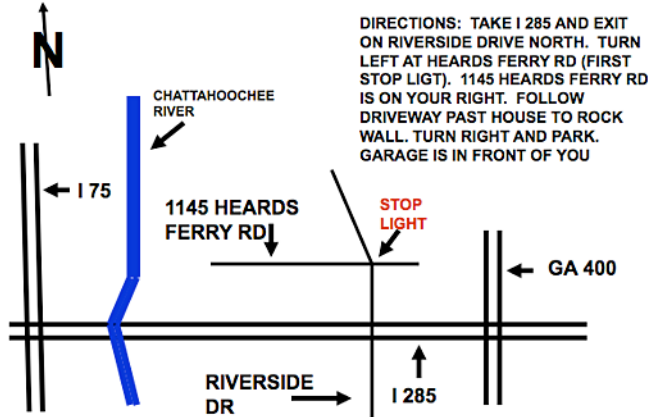 N
DIRECTIONS: TAKE I 285 AND EXIT
ON RIVERSIDE DRIVE NORTH. TURN
LEFT AT HEARDS FERRY RD (FIRST
STOP LIGT). 1145 HEARDS FERRY RD
IS ON YOUR RIGHT. FOLLOW
DRIVEWAY PAST HOUSE TO ROCK
WALL. TURN RIGHT AND PARK.
GARAGE IS IN FRONT OF YOU
CHATTAHOOCHEE
RIVER
I 75
1145 HEARDS
FERRY RD
STOP
LIGHT
GA 400
RIVERSIDE
DR
I 285